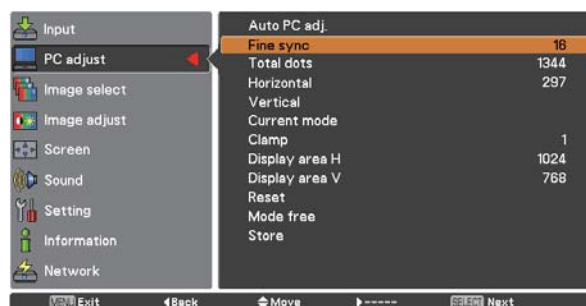 Input
PC adjust
Image select
Image adjust
Screen
Sound
Setting
Information
Network
Auto PC adj.
Fine sync 16
Total dots 1344
Horizontal 297
Vertical
Current mode
Clamp 1
Display area H 1024
Display area V 768
Reset
Mode free
Store
MENU Exit ◀Back Move ▶----- SELECT Next